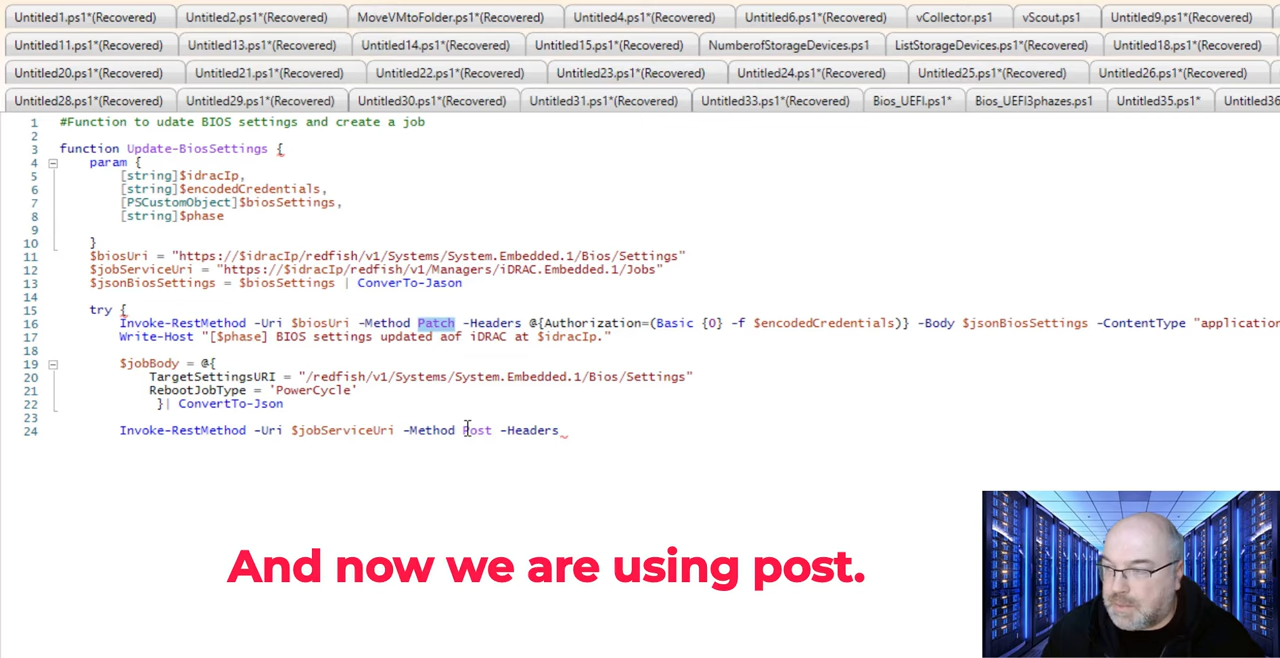 Untitled1.ps1*(Recovered) Untitled2.ps1*(Recovered) MoveVMtoFolder.ps1*(Recovered) Untitled4.ps1*(Recovered) Untitled6.ps1*(Recovered) vCollector.ps1 vScout.ps1 Untitled9.ps1*(Recovered)
Untitled11.ps1*(Recovered) Untitled13.ps1*(Recovered) Untitled14.ps1*(Recovered) Untitled15.ps1*(Recovered) NumberofStorageDevices.ps1 ListStorageDevices.ps1*(Recovered) Untitled18.ps1*(Recovered)
Untitled20.ps1*(Recovered) Untitled21.ps1*(Recovered) Untitled22.ps1*(Recovered) Untitled23.ps1*(Recovered) Untitled24.ps1*(Recovered) Untitled25.ps1*(Recovered) Untitled26.ps1*(Recovered)
Untitled28.ps1*(Recovered) Untitled29.ps1*(Recovered) Untitled30.ps1*(Recovered) Untitled31.ps1*(Recovered) Untitled33.ps1*(Recovered) Bios_UEFI.ps1* Bios_UEFI3phazes.ps1 Untitled35.ps1* Untitled36
1 #Function to udate BIOS settings and create a job
2
3 function Update-BiosSettings {
4 param {
5 [string]$idracIp,
6 [string]$encodedCredentials,
7 [PSCustomObject]$biosSettings,
8 [string]$phase
9
10 }
11 $biosUri = "https://$idracIp/redfish/v1/Systems/System.Embedded.1/Bios/Settings"
12 $jobServiceUri = "https://$idracIp/redfish/v1/Managers/iDRAC.Embedded.1/Jobs"
13 $jsonBiosSettings = $biosSettings | ConverTo-Jason
14
15 try {
16 Invoke-RestMethod -Uri $biosUri -Method Patch -Headers @{Authorization=(Basic {0} -f $encodedCredentials)} -Body $jsonBiosSettings -ContentType "application
17 Write-Host "[$phase] BIOS settings updated aof iDRAC at $idracIp."
18
19 $jobBody = @{
20 TargetSettingsURI = "/redfish/v1/Systems/System.Embedded.1/Bios/Settings"
21 RebootJobType = 'PowerCycle'
22 }| ConvertTo-Json
23
24 Invoke-RestMethod -Uri $jobServiceUri -Method Post -Headers
And now we are using post.